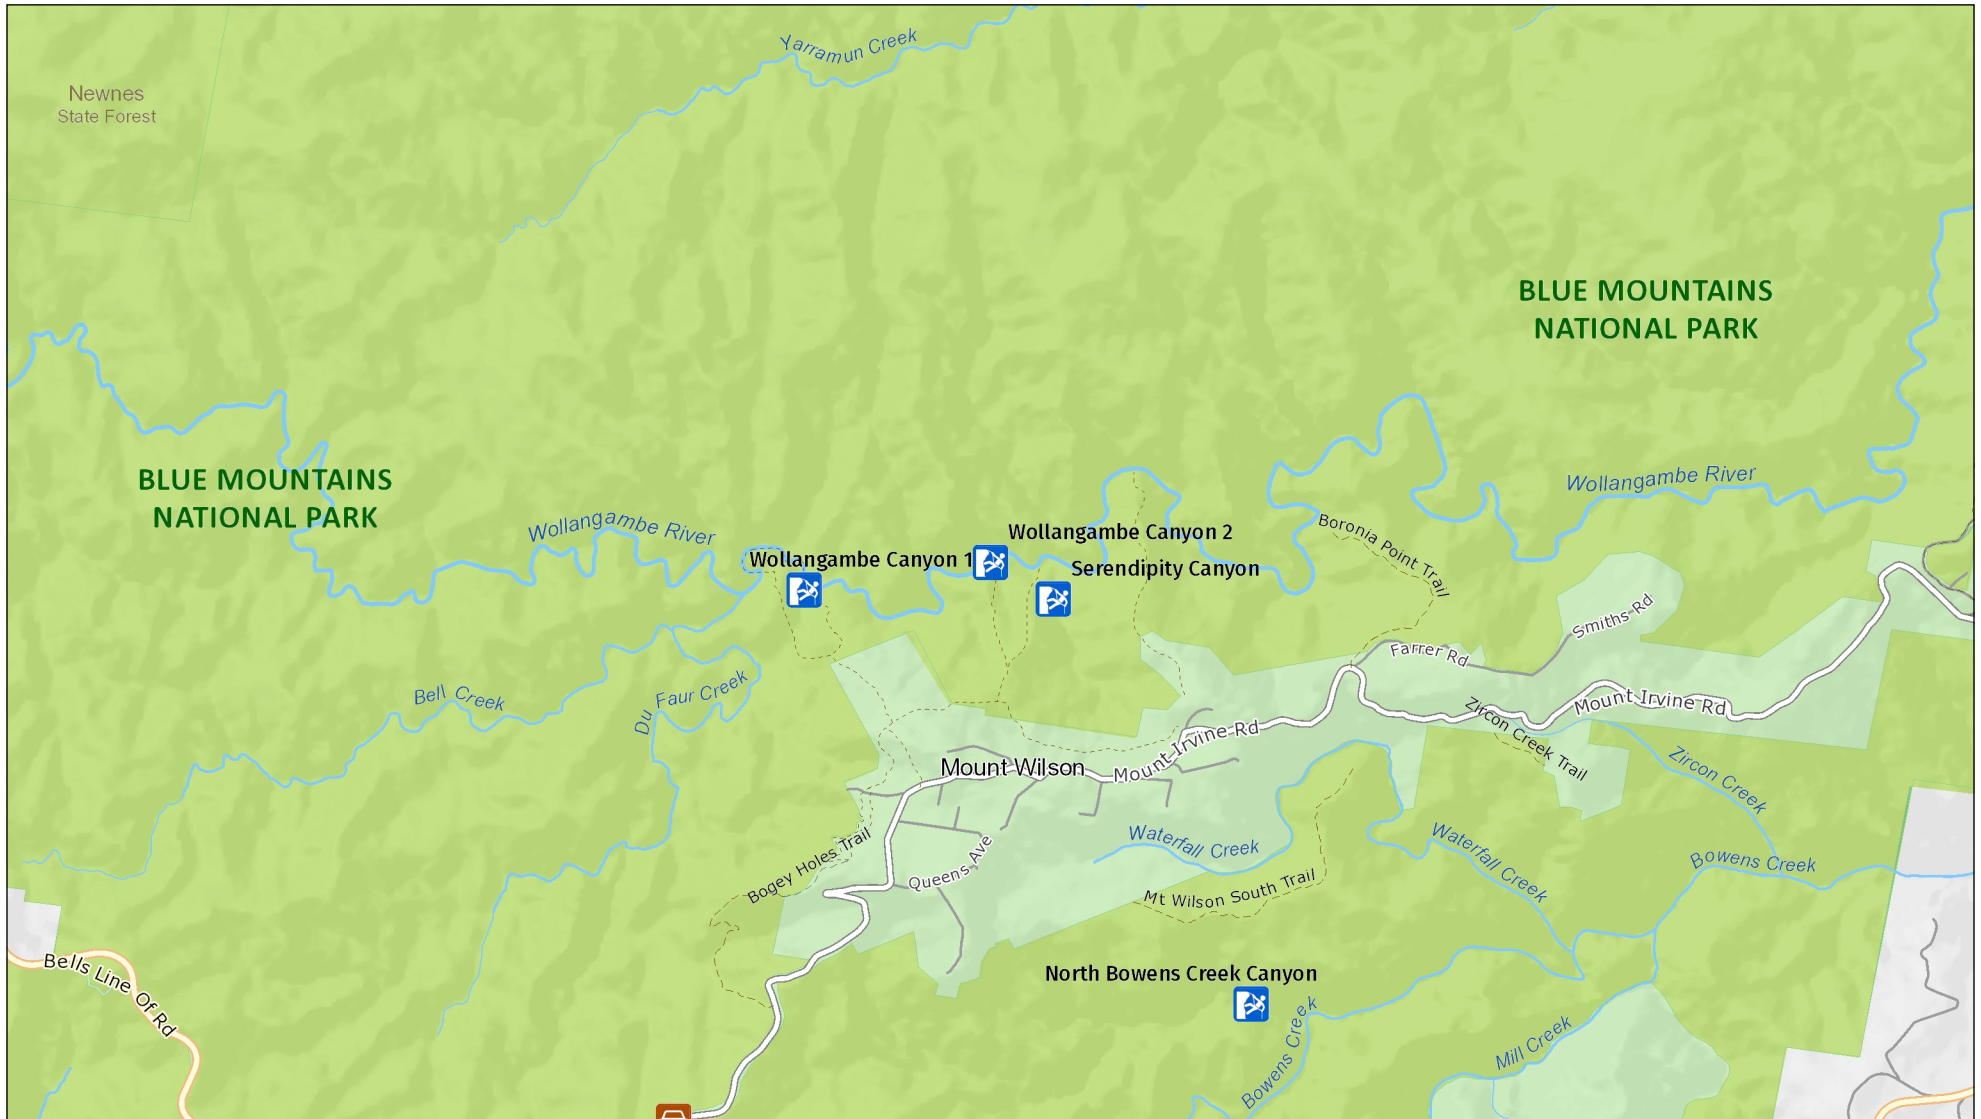 Yarramun Creek
Newnes
State Forest
BLUE MOUNTAINS
NATIONAL PARK
BLUE MOUNTAINS
NATIONAL PARK
Wollangambe River
Wollangambe River
Wollangambe Canyon 2
Boronia Point Trail
Wollangambe Canyon 1
Serendipity Canyon
Smiths Rd
Farrer Rd
Bell Creek
Du Faur Creek
Mount Irvine Rd
Zircon Creek Trail
Mount Irvine Rd
Mount Wilson
Zircon Creek
Waterfall Creek
Waterfall Creek
Bogey Holes Trail
Queens Ave
Bowens Creek
Mt Wilson South Trail
Bells Line Of Rd
North Bowens Creek Canyon
Bowens Creek
Mill Creek